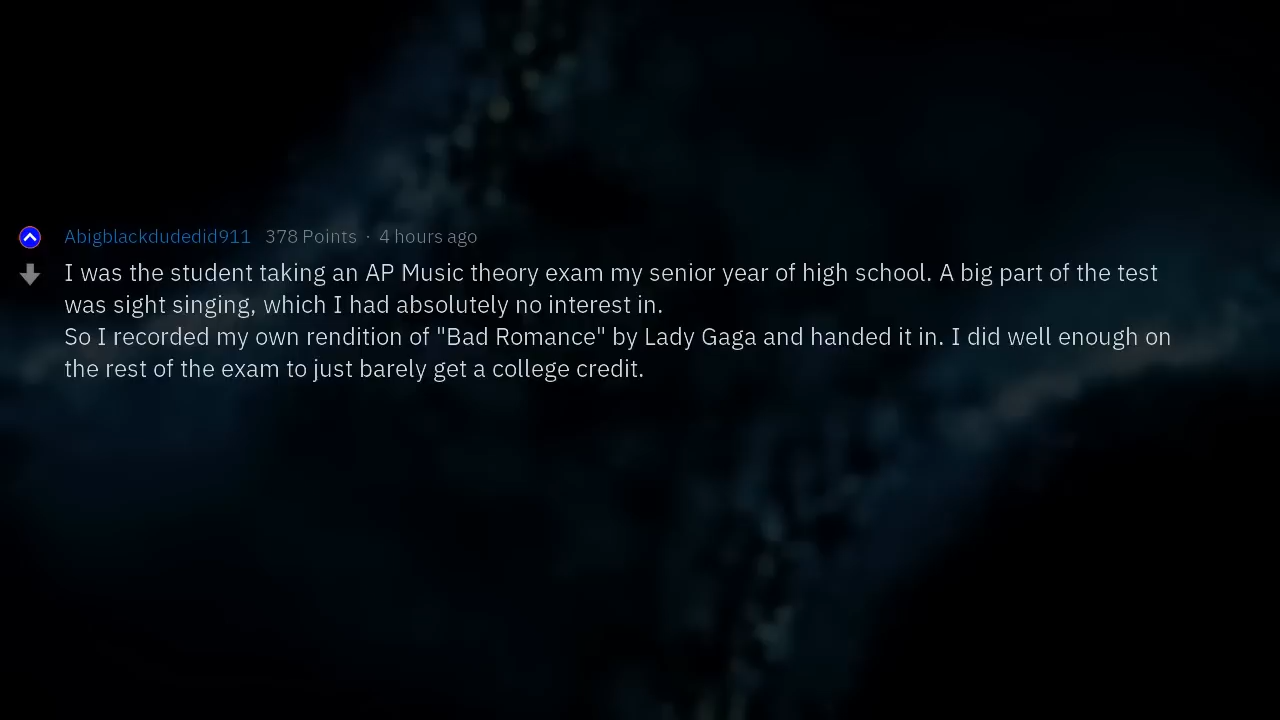 Abigblackdudedid911 378 Points · 4 hours ago
I was the student taking an AP Music theory exam my senior year of high school. A big part of the test
was sight singing, which I had absolutely no interest in.
So I recorded my own rendition of "Bad Romance" by Lady Gaga and handed it in. I did well enough on
the rest of the exam to just barely get a college credit.